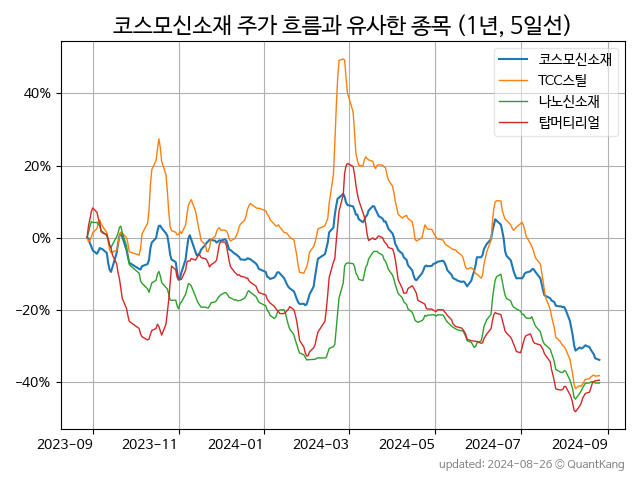 코스모신소재 주가 흐름과 유사한 종목 (1년, 5일선)
코스모신소재
TCC스틸
나노신소재
탑머티리얼
40%
20%
0%
−20%
−40%
2023-09 2023-11 2024-01 2024-03 2024-05 2024-07 2024-09
updated: 2024-08-26 © QuantKang